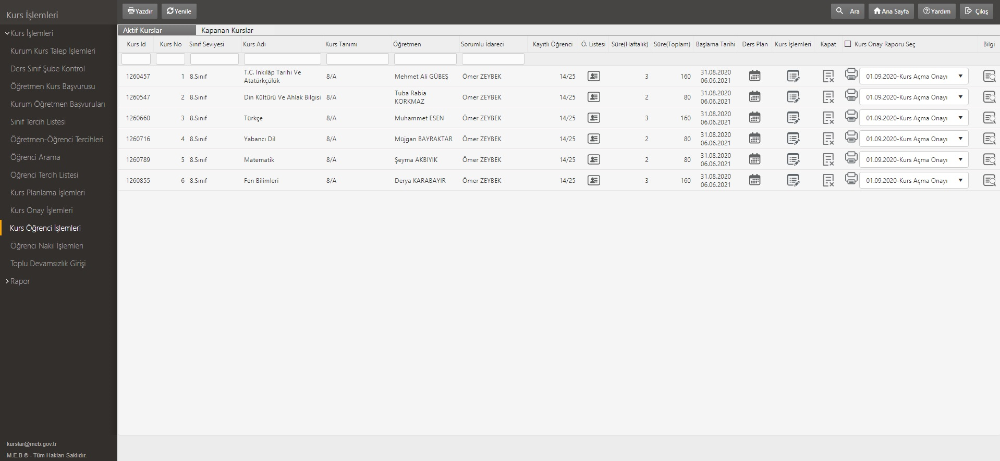 Kurs İşlemleri
Yazdır Yenile Ara Ana Sayfa Yardım Çıkış
Kurs İşlemleri
Kurum Kurs Talep İşlemleri
Ders Sınıf Şube Kontrol
Öğretmen Kurs Başvurusu
Kurum Öğretmen Başvuruları
Sınıf Tercih Listesi
Öğretmen-Öğrenci Tercihleri
Öğrenci Arama
Öğrenci Tercih Listesi
Kurs Planlama İşlemleri
Kurs Onay İşlemleri
Kurs Öğrenci İşlemleri
Öğrenci Nakil İşlemleri
Toplu Devamsızlık Girişi
Rapor
kurslar@meb.gov.tr
M.E.B © - Tüm Hakları Saklıdır.
Aktif Kurslar Kapanan Kurslar
Kurs Id Kurs No Sınıf Seviyesi Kurs Adı Kurs Tanımı Öğretmen Sorumlu İdareci Kayıtlı Öğrenci Ö. Listesi Süre(Haftalık) Süre(Toplam) Başlama Tarihi Ders Plan Kurs İşlemleri Kapat Kurs Onay Raporu Seç Bilgi
1260457 1 8.Sınıf T.C. İnkılâp Tarihi Ve 8/A Mehmet Ali GÜBEŞ Ömer ZEYBEK 14/25 3 160 31.08.2020 01.09.2020-Kurs Açma Onayı
Atatürkçülük 06.06.2021
1260547 2 8.Sınıf Din Kültürü Ve Ahlak Bilgisi 8/A Tuba Rabia Ömer ZEYBEK 14/25 2 80 31.08.2020 01.09.2020-Kurs Açma Onayı
KORKMAZ 06.06.2021
1260660 3 8.Sınıf Türkçe 8/A Muhammet ESEN Ömer ZEYBEK 14/25 3 160 31.08.2020 01.09.2020-Kurs Açma Onayı
06.06.2021
1260716 4 8.Sınıf Yabancı Dil 8/A Müjgan BAYRAKTAR Ömer ZEYBEK 14/25 2 80 31.08.2020 01.09.2020-Kurs Açma Onayı
06.06.2021
1260789 5 8.Sınıf Matematik 8/A Şeyma AKBIYIK Ömer ZEYBEK 14/25 2 80 31.08.2020 01.09.2020-Kurs Açma Onayı
06.06.2021
1260855 6 8.Sınıf Fen Bilimleri 8/A Derya KARABAYIR Ömer ZEYBEK 14/25 3 160 31.08.2020 01.09.2020-Kurs Açma Onayı
06.06.2021